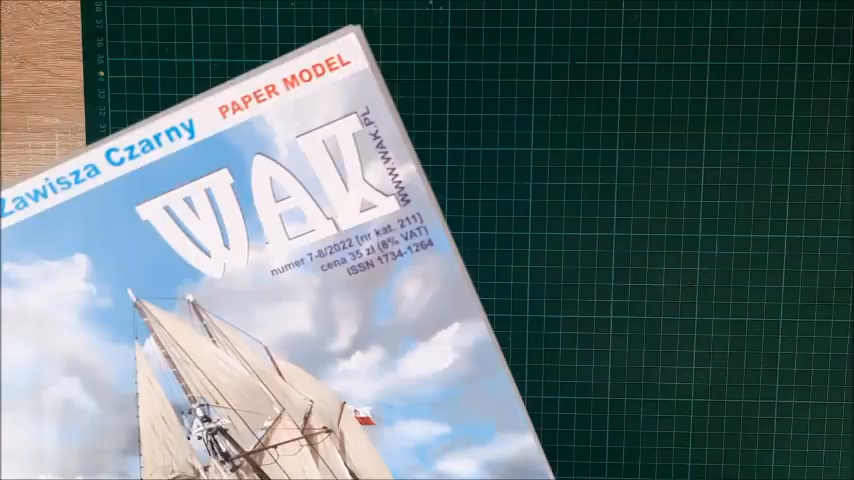 Zawisza Czarny PAPER MODEL
WAK
WWW.WAK.PL
numer 7-8/2022 [nr kat. 211]
cena 35 zł (8% VAT)
ISSN 1734-1264